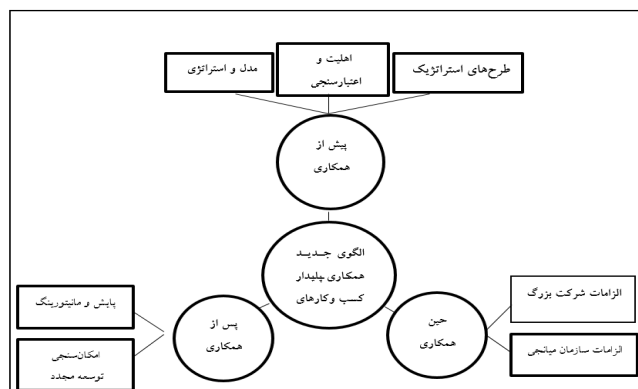 طرح‌های استراتژیک
اهلیت و
اعتبارسنجی
مدل و استراتژی
پیش از
همکاری
الگوی جدید
همکاری پایدار
کسب وکارهای
الزامات شرکت بزرگ
حین
همکاری
الزامات سازمان میانجی
پس از
همکاری
پایش و مانیتورینگ
امکان‌سنجی
توسعه مجدد